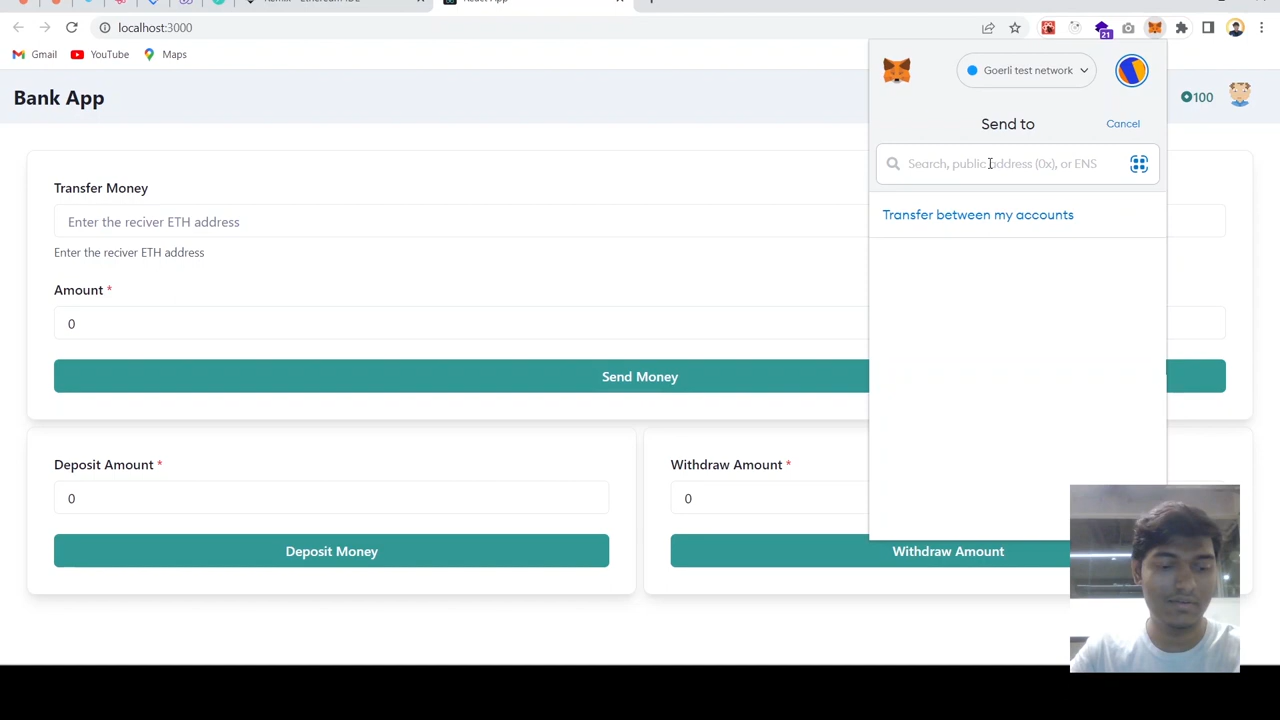 localhost:3000
21
Gmail
YouTube
Maps
Bank App
Goerli test network
100
Send to
Cancel
Search, public address (0x), or ENS
Transfer between my accounts
Transfer Money
Enter the reciver ETH address
Enter the reciver ETH address
Amount *
0
Send Money
Deposit Amount *
0
Deposit Money
Withdraw Amount *
0
Withdraw Amount